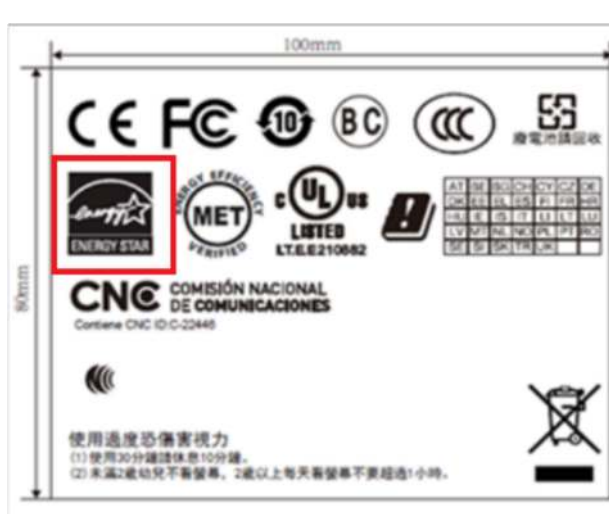 100mm
80mm
CE FC 10 BC CCC
廢電池請回收
energy
ENERGY STAR
ENERGY EFFICIENCY
MET
VERIFIED
C UL US
LISTED
AT BE BG CH CY CZ DE
DK EE EL ES FI FR HR
HU IE IS IT LI LT LU
LV MT NL NO PL PT RO
SE SI SK TR UK
CNC COMISIÓN NACIONAL
DE COMUNICACIONES
Contiene CNC ID:C-22446
使用過度恐傷害視力
(1)使用30分鐘請休息10分鐘。
(2)未滿2歲幼兒不看螢幕，2歲以上每天看螢幕不要超過1小時。